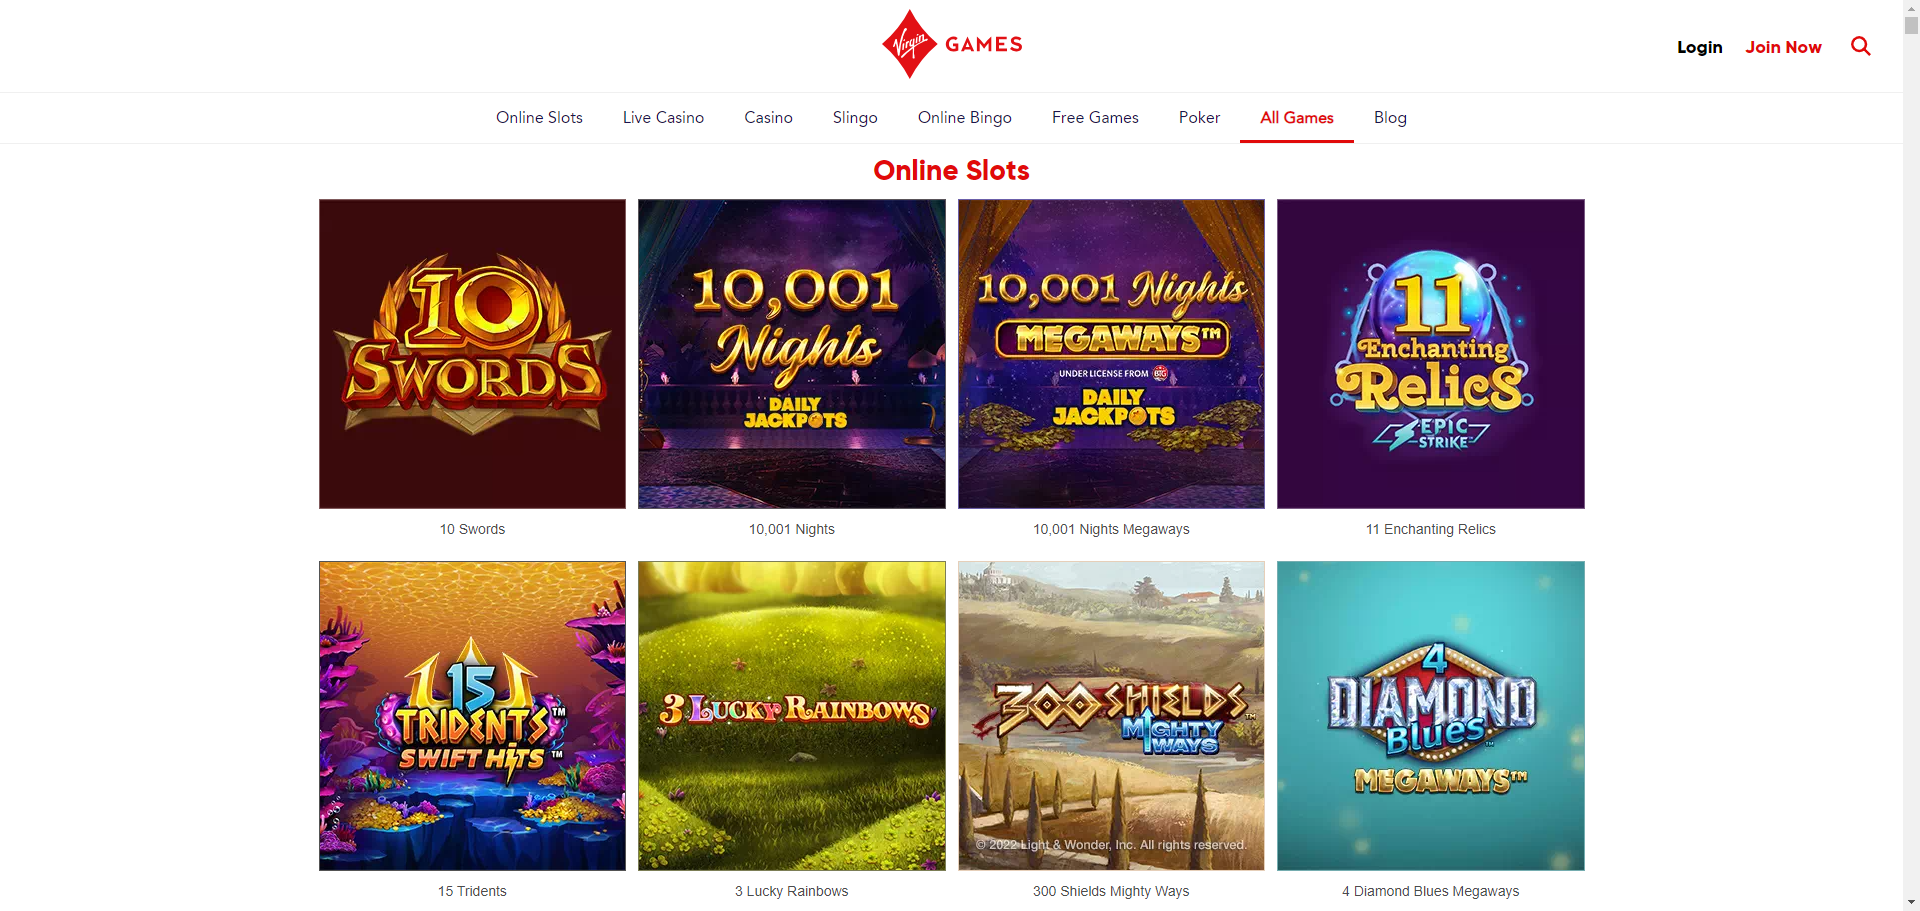 Virgin GAMES
Login
Join Now
Online Slots
Live Casino
Casino
Slingo
Online Bingo
Free Games
Poker
All Games
Blog
Online Slots
10
SWORDS
10,001
Nights
DAILY
JACKPOTS
10,001 Nights
MEGAWAYS™
UNDER LICENSE FROM BTG
DAILY
JACKPOTS
11
Enchanting
Relics
EPIC
STRIKE™
10 Swords
10,001 Nights
10,001 Nights Megaways
11 Enchanting Relics
15
TRIDENTS™
SWIFT HITS™
3 LUCKY RAINBOWS
300 SHIELDS™
MIGHTY
WAYS
© 2022 Light & Wonder, Inc. All rights reserved.
4
DIAMOND
Blues™
MEGAWAYS™
15 Tridents
3 Lucky Rainbows
300 Shields Mighty Ways
4 Diamond Blues Megaways